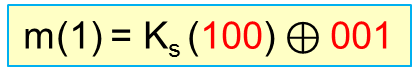 m(1) = Kₛ (100) ⊕ 001